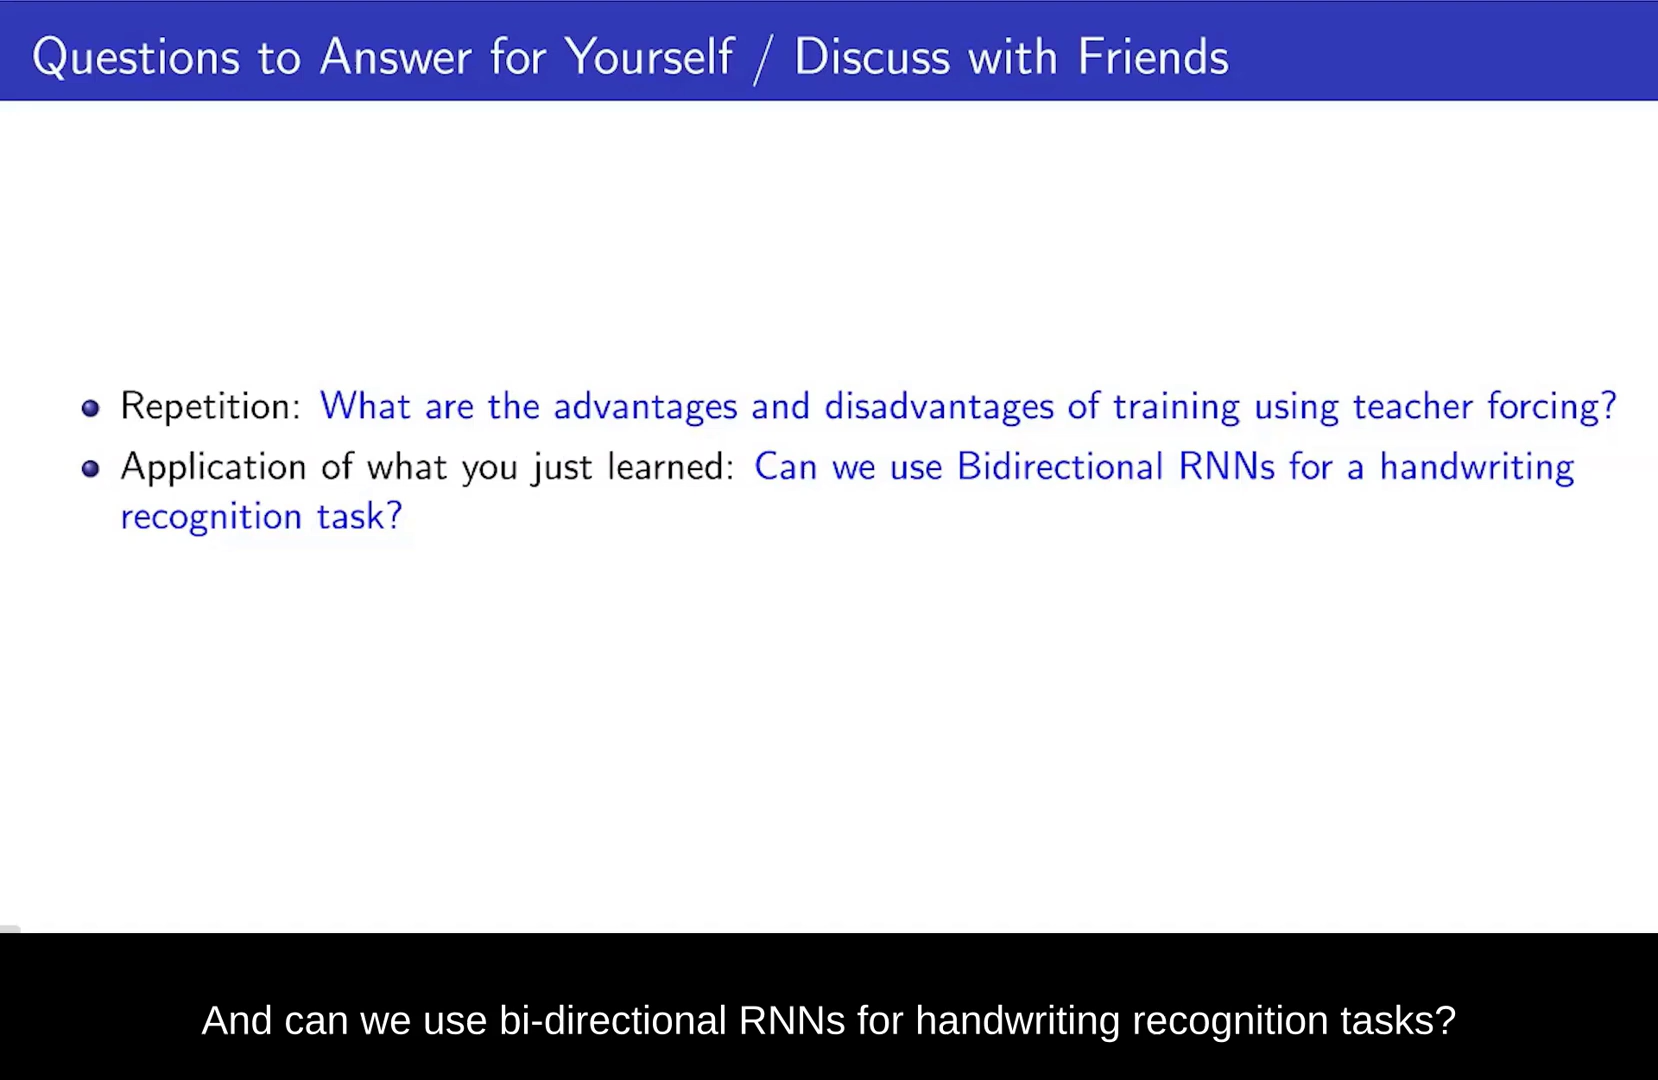 Questions to Answer for Yourself / Discuss with Friends
Repetition: What are the advantages and disadvantages of training using teacher forcing?
Application of what you just learned: Can we use Bidirectional RNNs for a handwriting
recognition task?
And can we use bi-directional RNNs for handwriting recognition tasks?